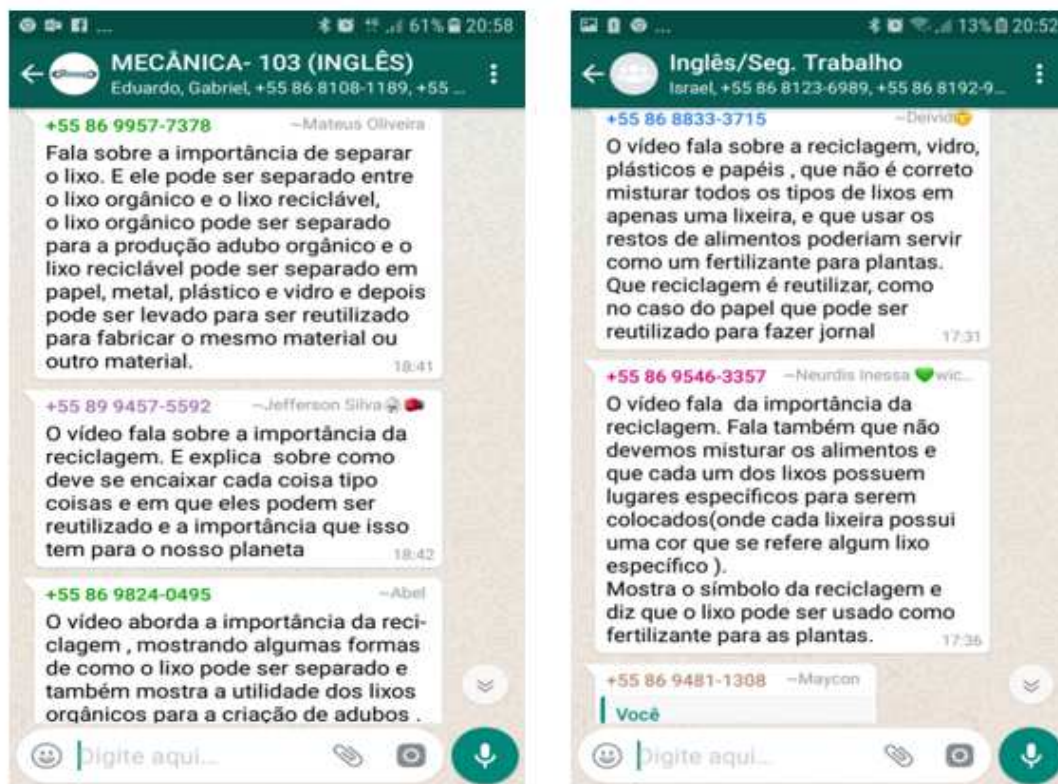 61% 20:58
MECÂNICA- 103 (INGLÊS)
Eduardo, Gabriel, +55 86 8108-1189, +55 ...
+55 86 9957-7378 ~Mateus Oliveira
Fala sobre a importância de separar
o lixo. E ele pode ser separado entre
o lixo orgânico e o lixo reciclável,
o lixo orgânico pode ser separado
para a produção adubo orgânico e o
lixo reciclável pode ser separado em
papel, metal, plástico e vidro e depois
pode ser levado para ser reutilizado
para fabricar o mesmo material ou
outro material.
18:41
+55 89 9457-5592 ~Jefferson Silva
O vídeo fala sobre a importância da
reciclagem. E explica sobre como
deve se encaixar cada coisa tipo
coisas e em que eles podem ser
reutilizado e a importância que isso
tem para o nosso planeta
18:42
+55 86 9824-0495 ~Abel
O vídeo aborda a importância da reci-
clagem , mostrando algumas formas
de como o lixo pode ser separado e
também mostra a utilidade dos lixos
orgânicos para a criação de adubos .
Digite aqui...
13% 20:52
Inglês/Seg. Trabalho
Israel, +55 86 8123-6989, +55 86 8192-9...
+55 86 8833-3715 ~Deivid
O vídeo fala sobre a reciclagem, vidro,
plásticos e papéis , que não é correto
misturar todos os tipos de lixos em
apenas uma lixeira, e que usar os
restos de alimentos poderiam servir
como um fertilizante para plantas.
Que reciclagem é reutilizar, como
no caso do papel que pode ser
reutilizado para fazer jornal
17:31
+55 86 9546-3357 ~Neurdis Inessa 💚wic...
O vídeo fala da importância da
reciclagem. Fala também que não
devemos misturar os alimentos e
que cada um dos lixos possuem
lugares específicos para serem
colocados(onde cada lixeira possui
uma cor que se refere algum lixo
específico ).
Mostra o símbolo da reciclagem e
diz que o lixo pode ser usado como
fertilizante para as plantas.
17:36
+55 86 9481-1308 ~Maycon
Você
Digite aqui...